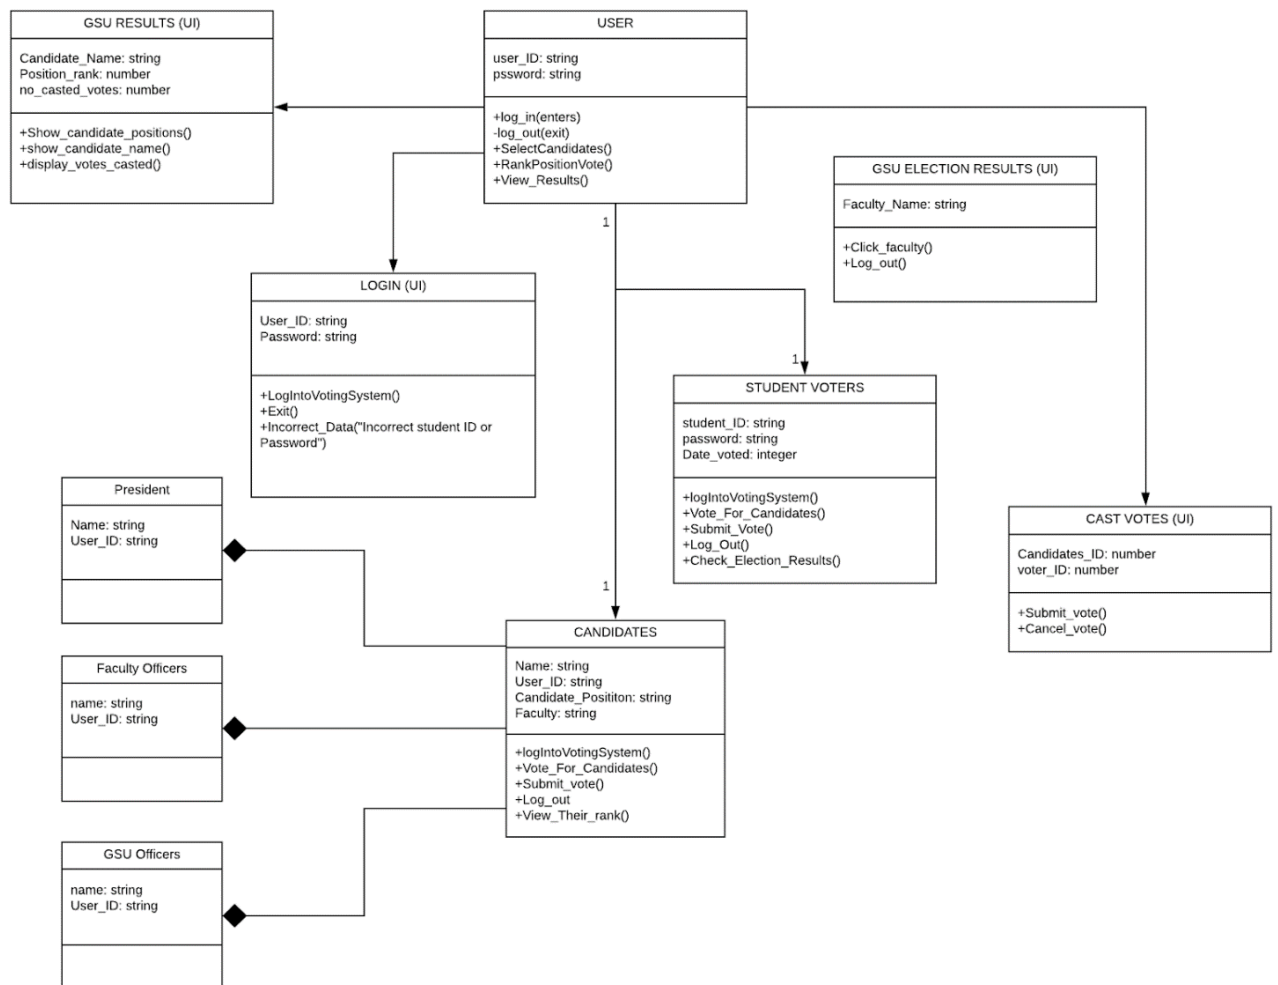 GSU RESULTS (UI)
Candidate_Name: string
Position_rank: number
no_casted_votes: number
+Show_candidate_positions()
+show_candidate_name()
+display_votes_casted()
USER
user_ID: string
pssword: string
+log_in(enters)
-log_out(exit)
+SelectCandidates()
+RankPositionVote()
+View_Results()
GSU ELECTION RESULTS (UI)
Faculty_Name: string
+Click_faculty()
+Log_out()
1
LOGIN (UI)
User_ID: string
Password: string
+LogIntoVotingSystem()
+Exit()
+Incorrect_Data("Incorrect student ID or
Password")
1
STUDENT VOTERS
student_ID: string
password: string
Date_voted: integer
+logIntoVotingSystem()
+Vote_For_Candidates()
+Submit_Vote()
+Log_Out()
+Check_Election_Results()
CAST VOTES (UI)
Candidates_ID: number
voter_ID: number
+Submit_vote()
+Cancel_vote()
President
Name: string
User_ID: string
1
CANDIDATES
Name: string
User_ID: string
Candidate_Posititon: string
Faculty: string
+logIntoVotingSystem()
+Vote_For_Candidates()
+Submit_vote()
+Log_out
+View_Their_rank()
Faculty Officers
name: string
User_ID: string
GSU Officers
name: string
User_ID: string